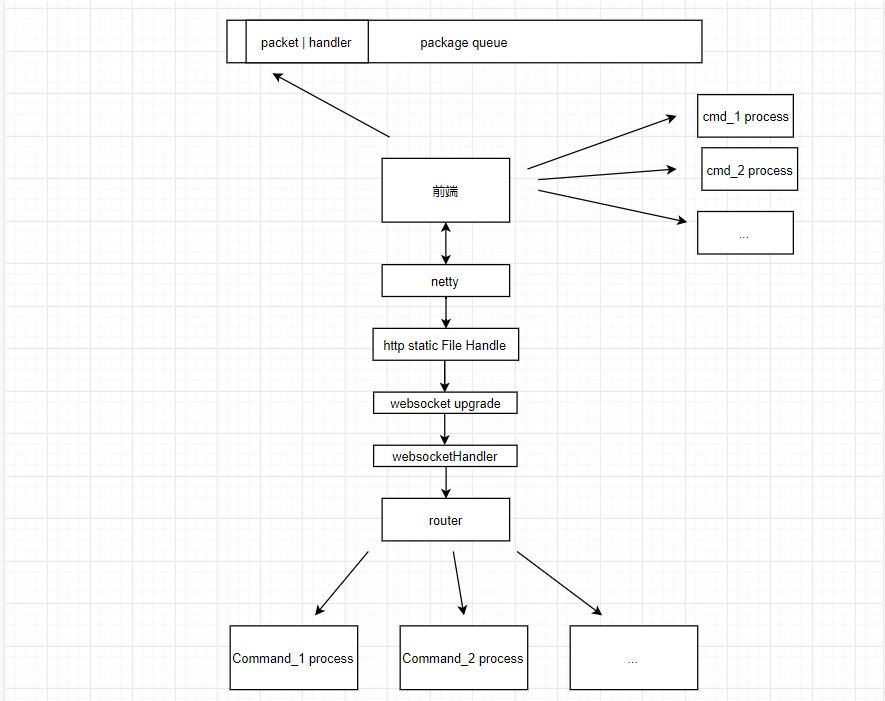 packet | handler
package queue
cmd_1 process
cmd_2 process
前端
...
netty
http static File Handle
websocket upgrade
websocketHandler
router
Command_1 process
Command_2 process
...